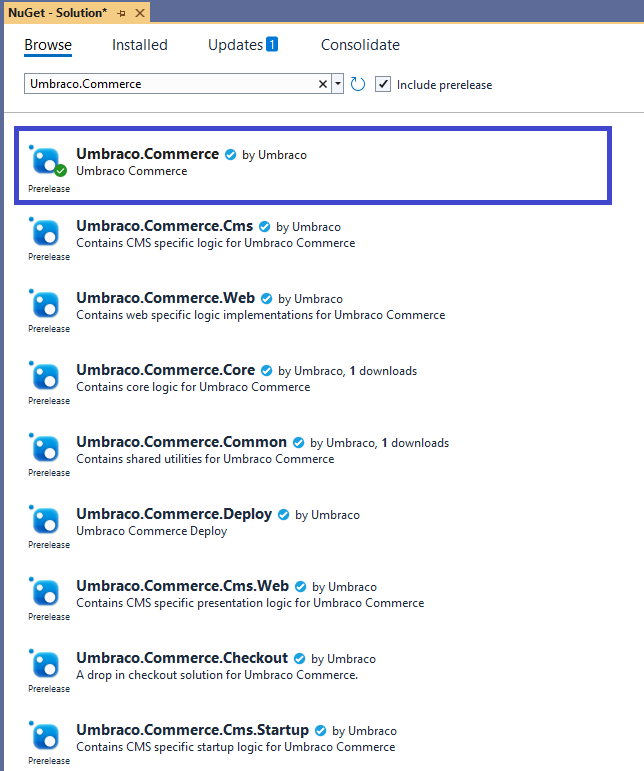 NuGet - Solution*
Browse Installed Updates 1 Consolidate
Umbraco.Commerce Include prerelease
Umbraco.Commerce by Umbraco
Umbraco Commerce
Prerelease
Umbraco.Commerce.Cms by Umbraco
Contains CMS specific logic for Umbraco Commerce
Prerelease
Umbraco.Commerce.Web by Umbraco
Contains web specific logic implementations for Umbraco Commerce
Prerelease
Umbraco.Commerce.Core by Umbraco, 1 downloads
Contains core logic for Umbraco Commerce
Prerelease
Umbraco.Commerce.Common by Umbraco, 1 downloads
Contains shared utilities for Umbraco Commerce
Prerelease
Umbraco.Commerce.Deploy by Umbraco
Umbraco Commerce Deploy
Prerelease
Umbraco.Commerce.Cms.Web by Umbraco
Contains CMS specific presentation logic for Umbraco Commerce
Prerelease
Umbraco.Commerce.Checkout by Umbraco
A drop in checkout solution for Umbraco Commerce.
Prerelease
Umbraco.Commerce.Cms.Startup by Umbraco
Contains CMS specific startup logic for Umbraco Commerce
Prerelease